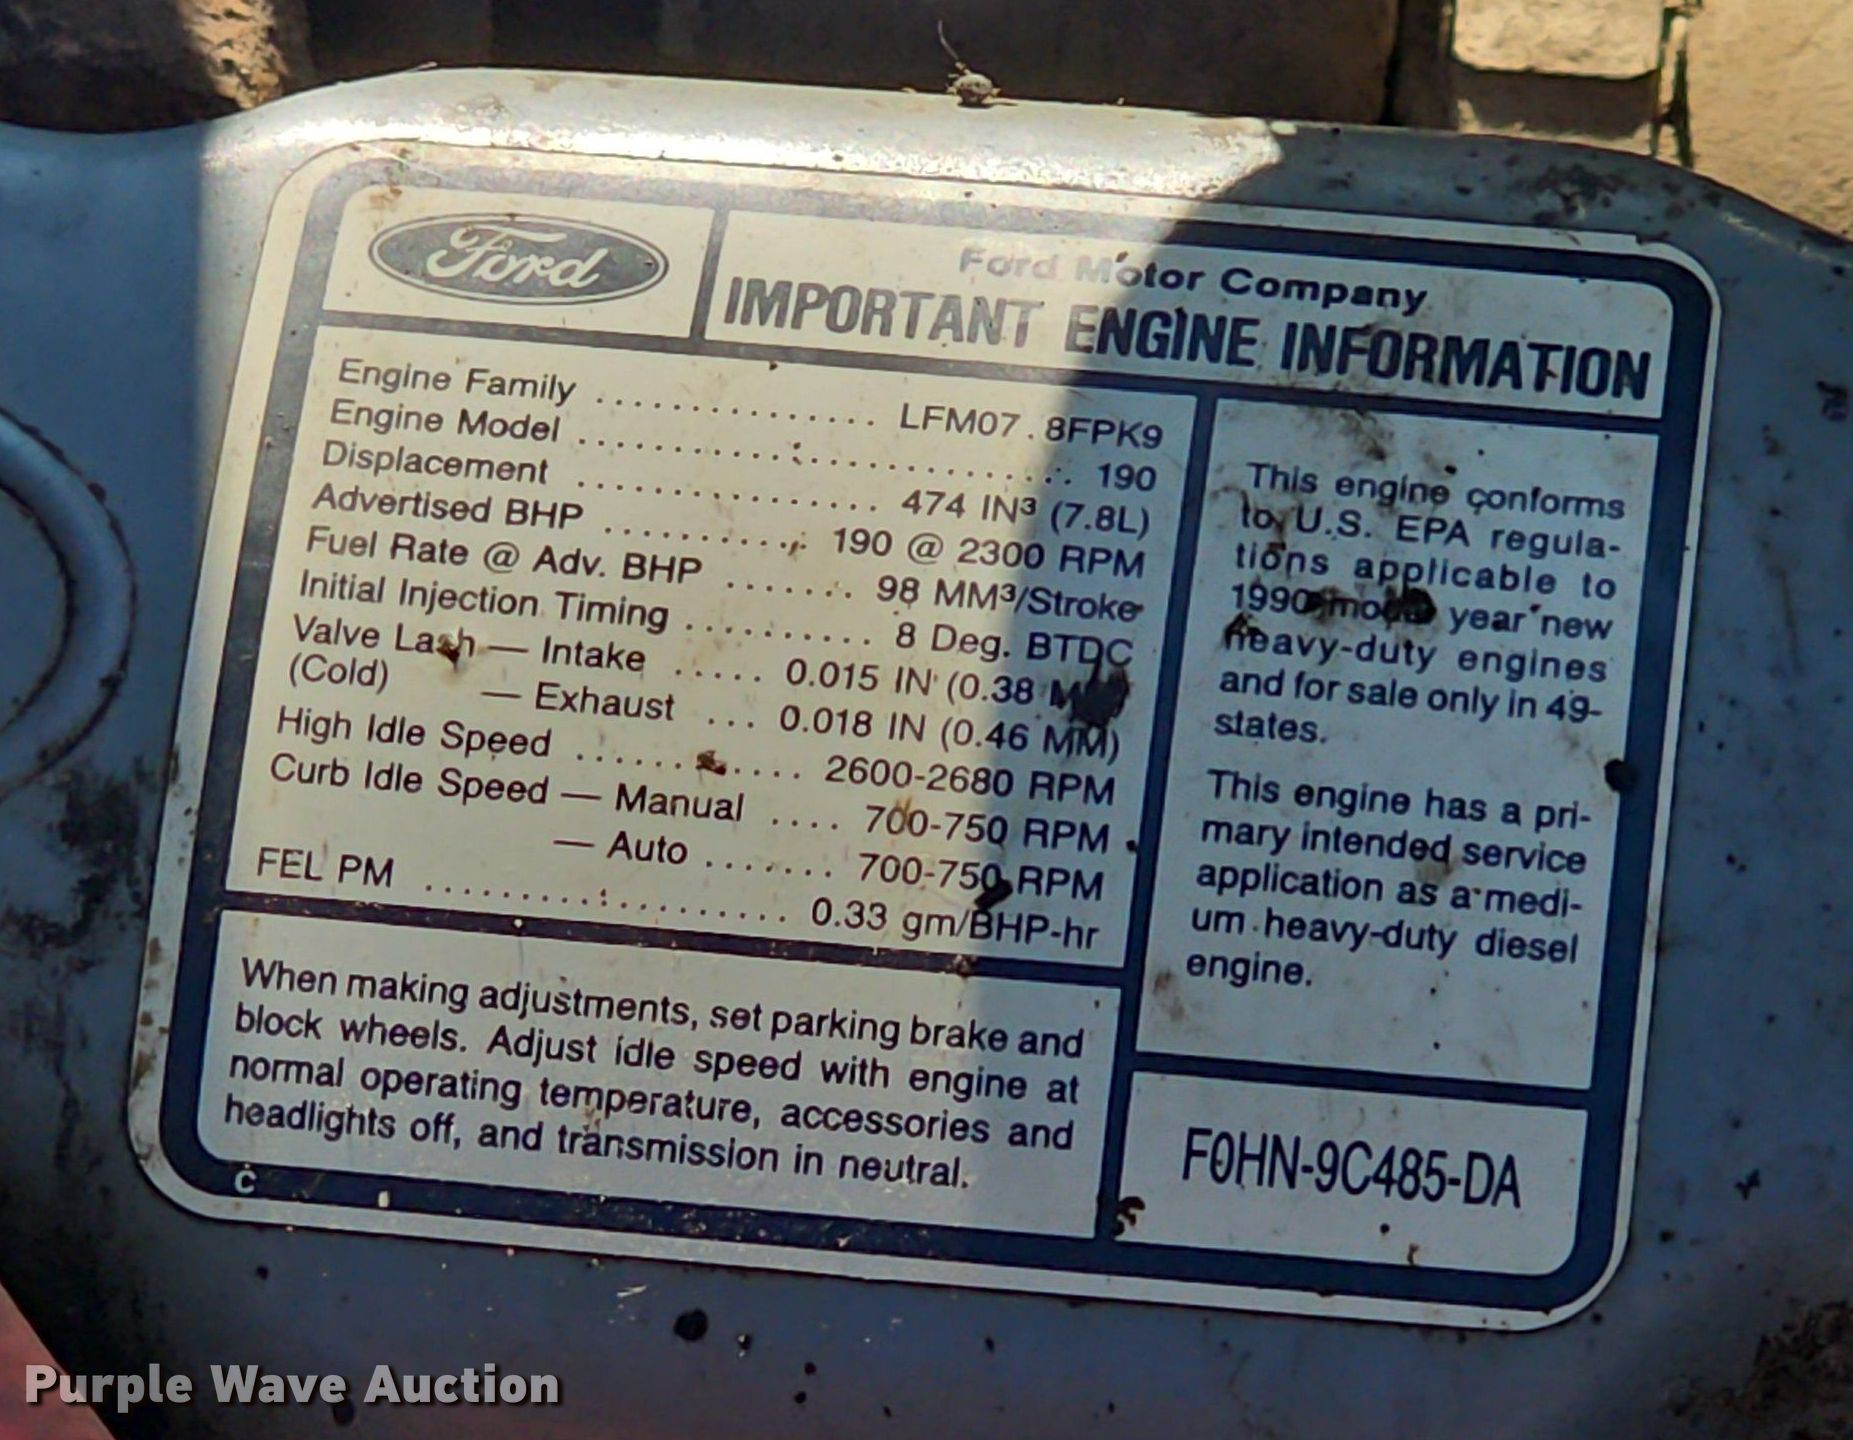 Ford
Ford Motor Company
IMPORTANT ENGINE INFORMATION
Engine Family ............... LFM07.8FPK9
Engine Model ........................... 190
Displacement ................ 474 IN³ (7.8L)
Advertised BHP ........... 190 @ 2300 RPM
Fuel Rate @ Adv. BHP ....... 98 MM³/Stroke
Initial Injection Timing .......... 8 Deg. BTDC
Valve Lash — Intake ..... 0.015 IN (0.38
(Cold) — Exhaust ... 0.018 IN (0.46 MM)
High Idle Speed ............ 2600-2680 RPM
Curb Idle Speed — Manual .... 700-750 RPM
— Auto ....... 700-750 RPM
FEL PM ..................... 0.33 gm/BHP-hr
This engine conforms
to U.S. EPA regula-
tions applicable to
1990 model year new
heavy-duty engines
and for sale only in 49-
states.
This engine has a pri-
mary intended service
application as a medi-
um heavy-duty diesel
engine.
When making adjustments, set parking brake and
block wheels. Adjust idle speed with engine at
normal operating temperature, accessories and
headlights off, and transmission in neutral.
F0HN-9C485-DA
C
Purple Wave Auction